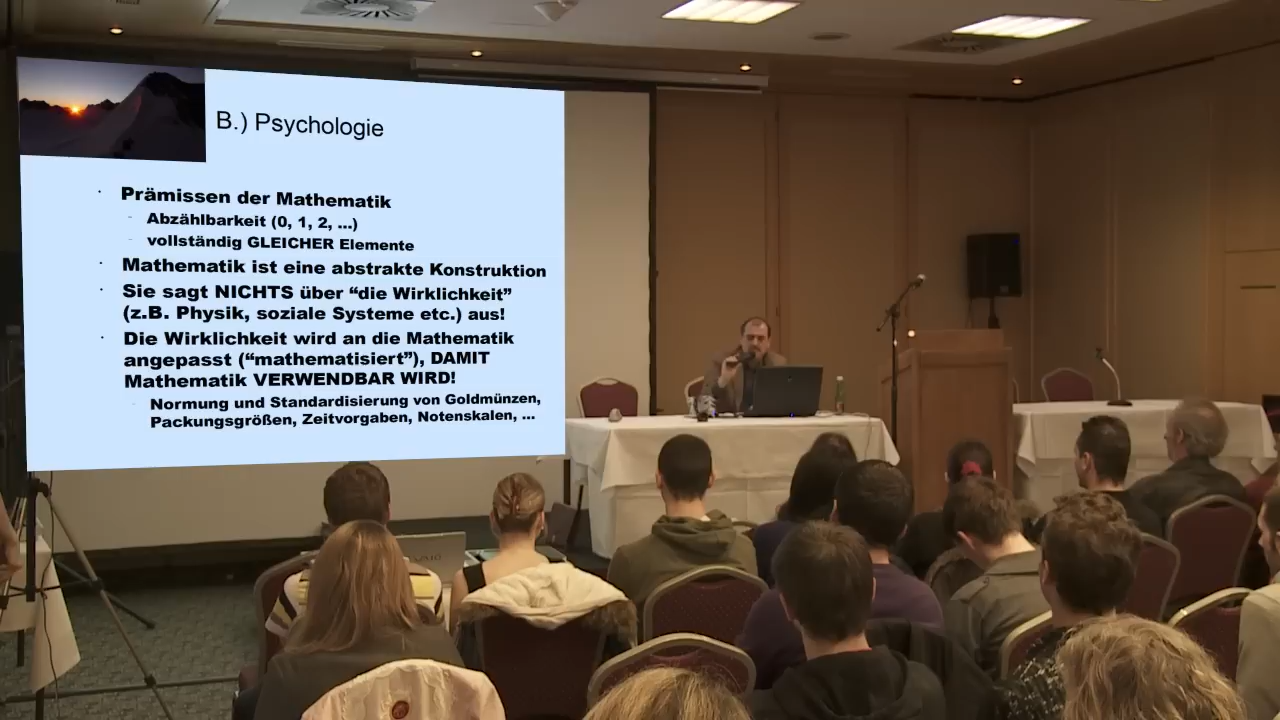 B.) Psychologie
Prämissen der Mathematik
Abzählbarkeit (0, 1, 2, ...)
vollständig GLEICHER Elemente
Mathematik ist eine abstrakte Konstruktion
Sie sagt NICHTS über “die Wirklichkeit”
(z.B. Physik, soziale Systeme etc.) aus!
Die Wirklichkeit wird an die Mathematik
angepasst (“mathematisiert”), DAMIT
Mathematik VERWENDBAR WIRD!
Normung und Standardisierung von Goldmünzen,
Packungsgrößen, Zeitvorgaben, Notenskalen, ...
VAIO